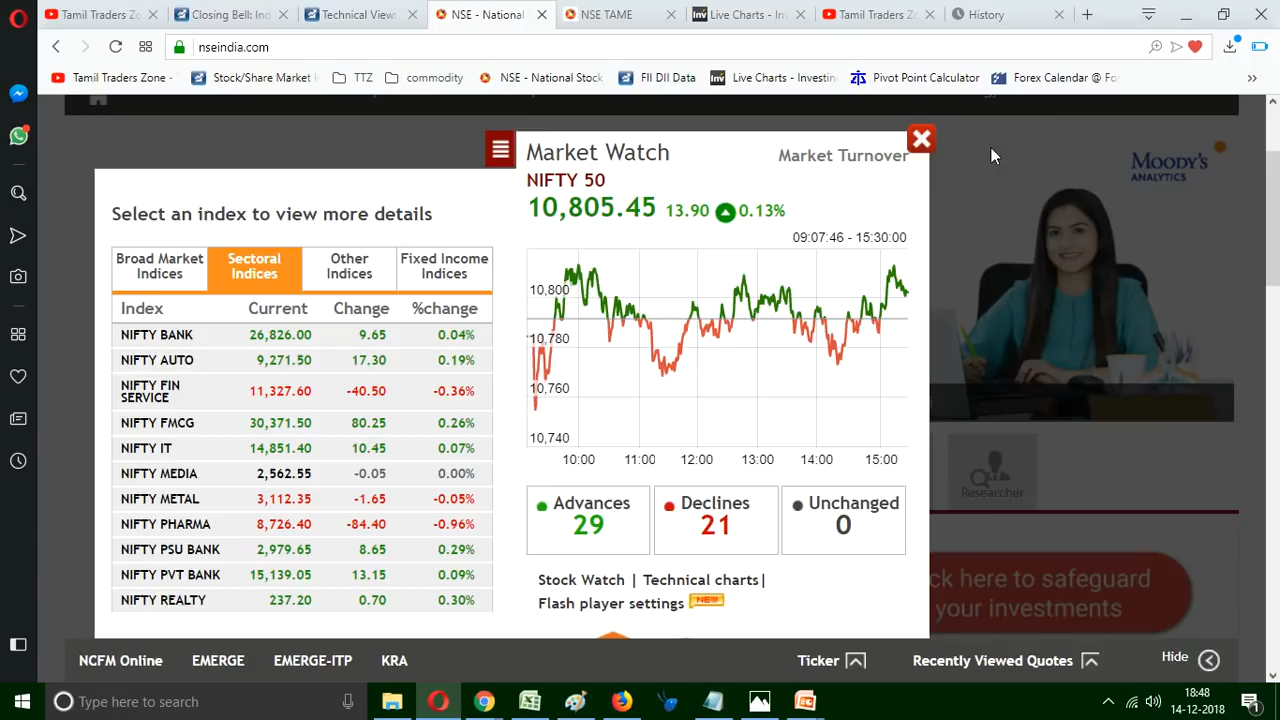 Tamil Traders Zo
Closing Bell: Ind
Technical View:
NSE - National
NSE TAME
Live Charts - Inv
Tamil Traders Zo
History
nseindia.com
Tamil Traders Zone -
Stock/Share Market
TTZ
commodity
NSE - National Stock
FII DII Data
Live Charts - Investin
Pivot Point Calculator
Forex Calendar @ Fo
Market Watch
Market Turnover
NIFTY 50
10,805.45 13.90 0.13%
09:07:46 - 15:30:00
MOODY'S
ANALYTICS
Select an index to view more details
Broad Market Indices
Sectoral Indices
Other Indices
Fixed Income Indices
Index Current Change %change
NIFTY BANK 26,826.00 9.65 0.04%
NIFTY AUTO 9,271.50 17.30 0.19%
NIFTY FIN SERVICE 11,327.60 -40.50 -0.36%
NIFTY FMCG 30,371.50 80.25 0.26%
NIFTY IT 14,851.40 10.45 0.07%
NIFTY MEDIA 2,562.55 -0.05 0.00%
NIFTY METAL 3,112.35 -1.65 -0.05%
NIFTY PHARMA 8,726.40 -84.40 -0.96%
NIFTY PSU BANK 2,979.65 8.65 0.29%
NIFTY PVT BANK 15,139.05 13.15 0.09%
NIFTY REALTY 237.20 0.70 0.30%
10,800
10,780
10,760
10,740
10:00 11:00 12:00 13:00 14:00 15:00
Advances
29
Declines
21
Unchanged
0
Stock Watch | Technical charts|
Flash player settings NEW
Researcher
ck here to safeguard
your investments
NCFM Online EMERGE EMERGE-ITP KRA
Ticker
Recently Viewed Quotes
Hide
Type here to search
18:48
14-12-2018
1